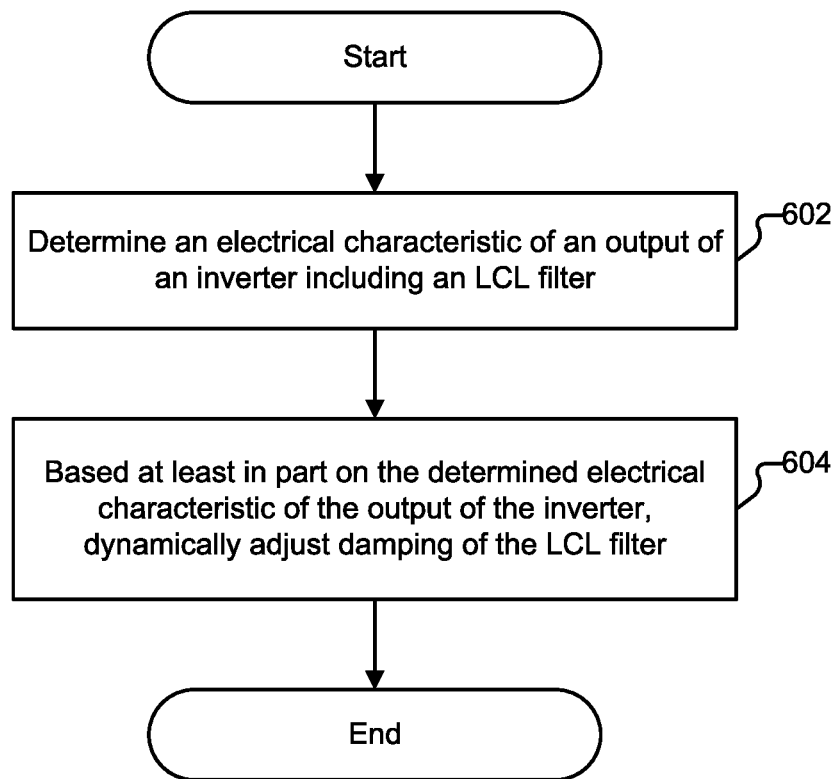 Start
602
Determine an electrical characteristic of an output of
an inverter including an LCL filter
604
Based at least in part on the determined electrical
characteristic of the output of the inverter,
dynamically adjust damping of the LCL filter
End